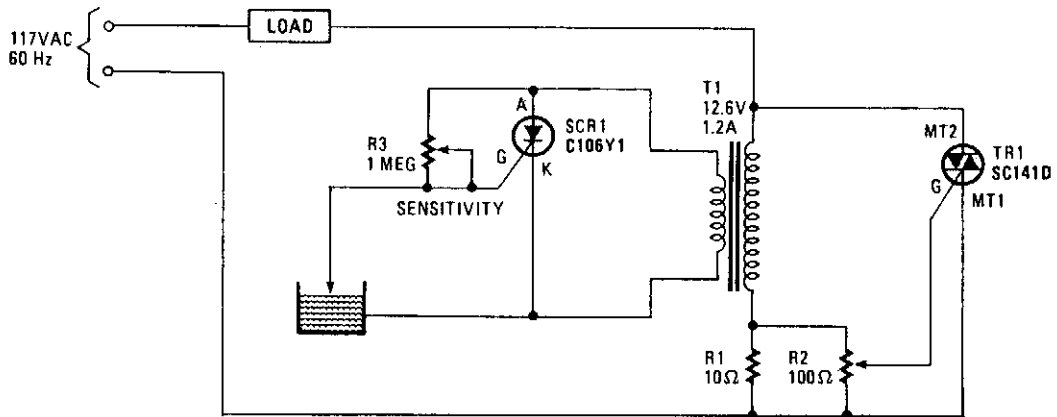 117VAC
60 Hz
LOAD
T1
12.6V
1.2A
A
SCR1
C106Y1
R3
1 MEG
G
K
SENSITIVITY
MT2
TR1
SC141D
G
MT1
R1
10Ω
R2
100Ω